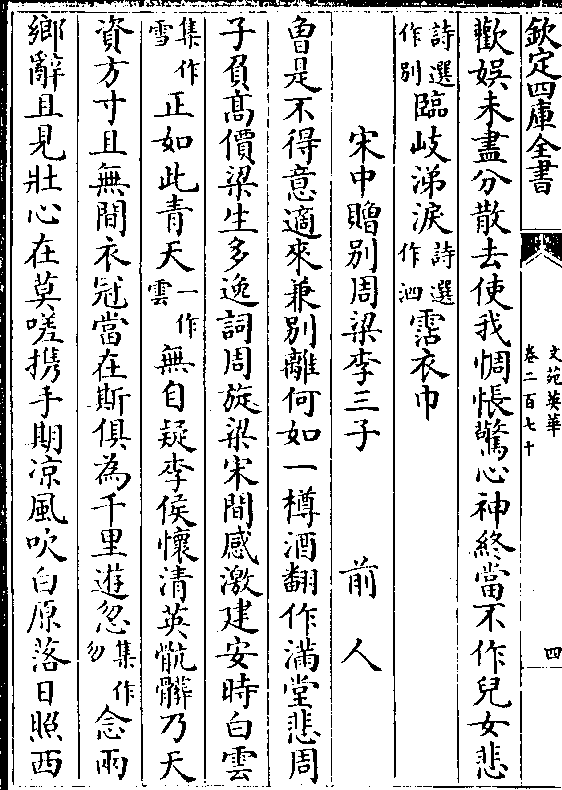 欽定四庫全書
文苑英華
卷二百七十
四
歡娛未盡分散去使我惆悵驚心神終當不作兒女悲
詩選作别臨岐涕淚詩選作泗霑衣巾
宋中贈别周梁李三子 前人
曾是不得意適來兼别離何如一樽酒翻作滿堂悲周
子負髙價梁生多逸詞周旋梁宋間感激建安時白雲
集作雪正如此青天一作雲無自疑李侯懷清英骯髒乃天
資方寸且無間衣冠當在斯俱為千里遊忽集作勿念兩
鄉辭且見壯心在莫嗟携手期凉風吹白原落日照西